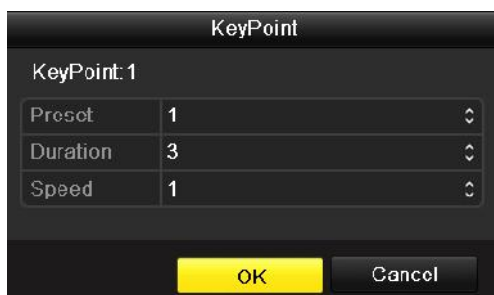 KeyPoint
KeyPoint:1
Preset 1
Duration 3
Speed 1
OK Cancel